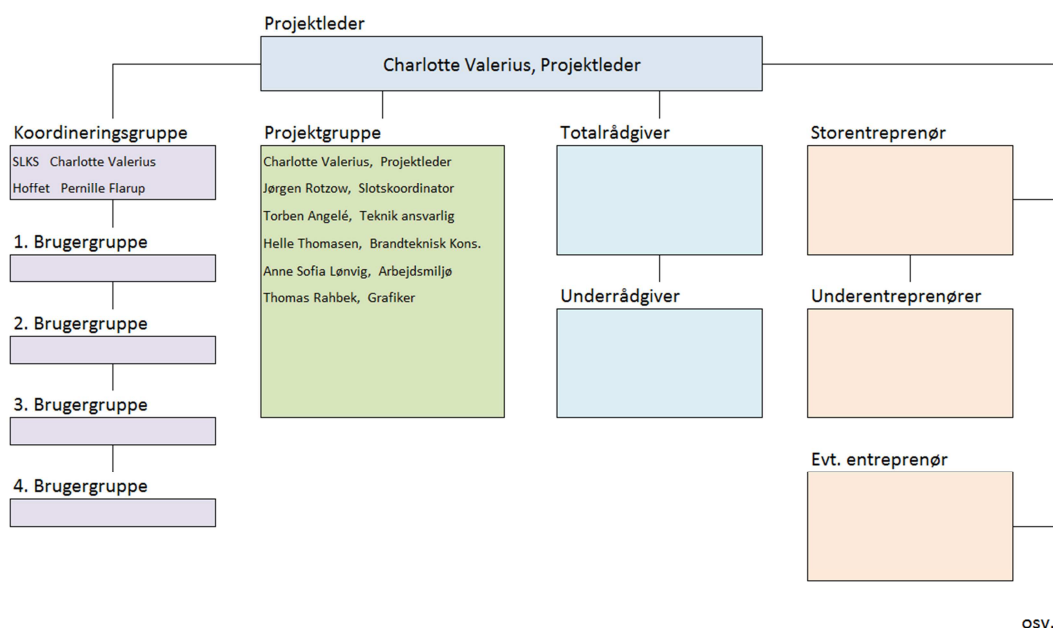 Projektleder
Charlotte Valerius, Projektleder
Koordineringsgruppe
SLKS Charlotte Valerius
Hoffet Pernille Flarup
1. Brugergruppe
2. Brugergruppe
3. Brugergruppe
4. Brugergruppe
Projektgruppe
Charlotte Valerius, Projektleder
Jørgen Rotzow, Slotskoordinator
Torben Angelé, Teknik ansvarlig
Helle Thomasen, Brandteknisk Kons.
Anne Sofia Lønvig, Arbejdsmiljø
Thomas Rahbek, Grafiker
Totalrådgiver
Underrådgiver
Storentreprenør
Underentreprenører
Evt. entreprenør
osv.